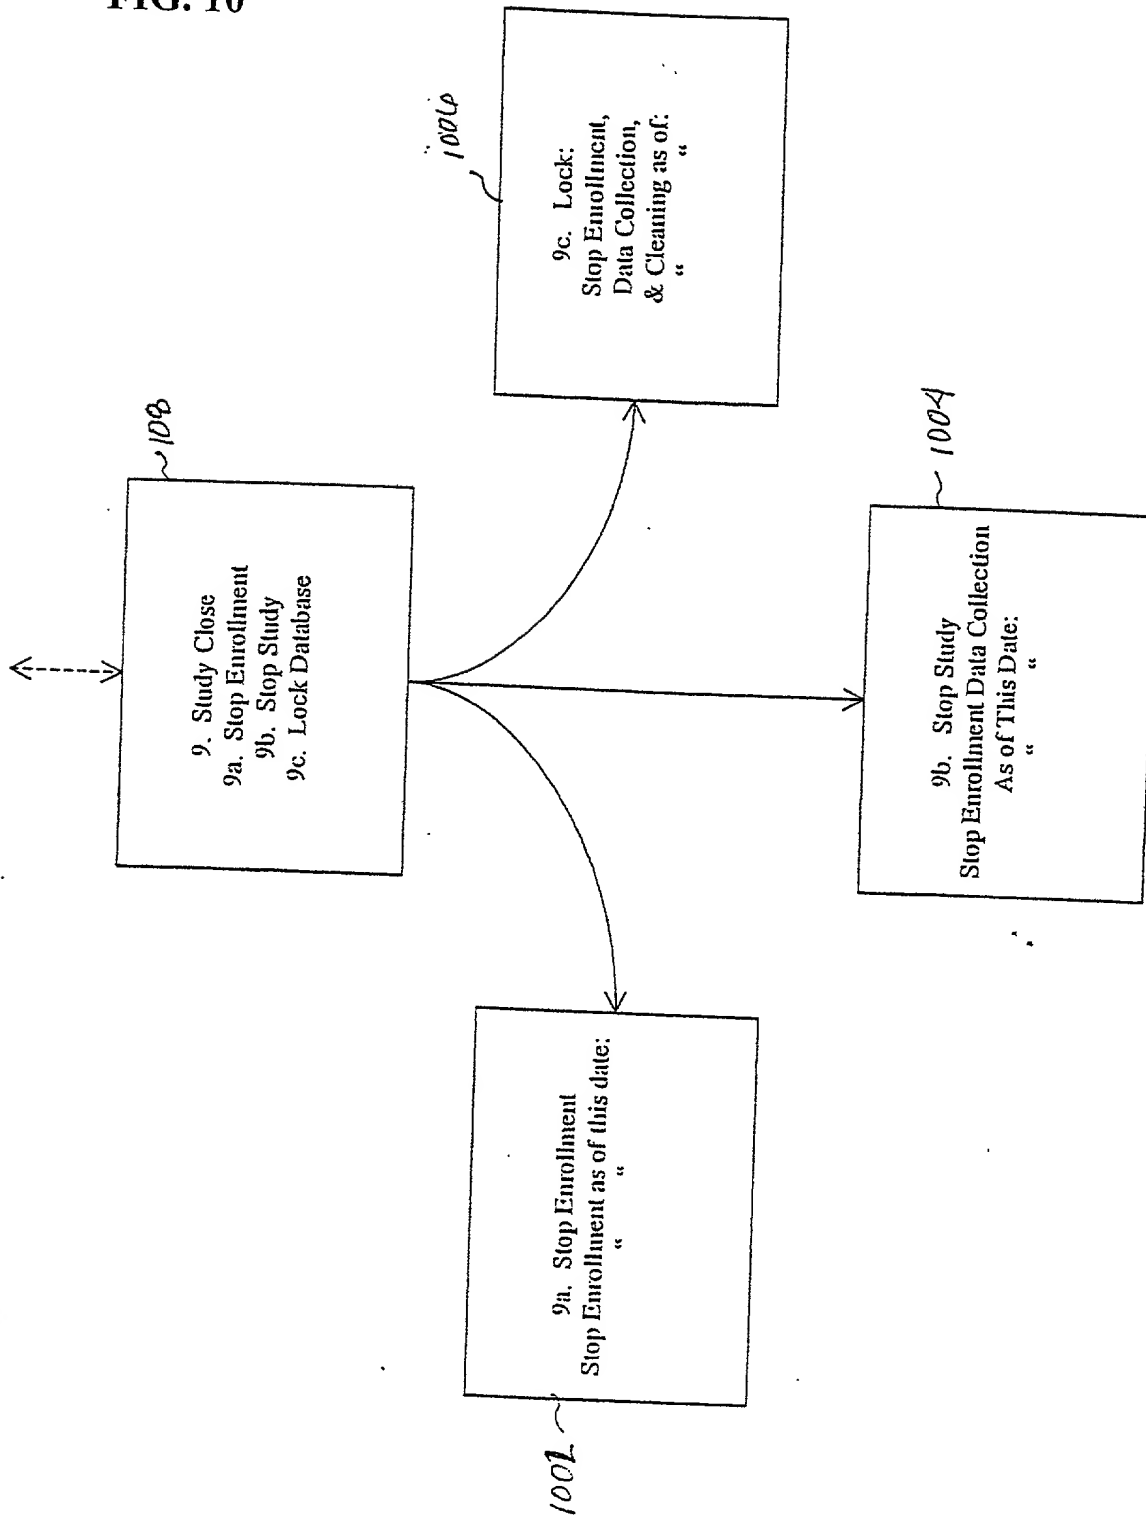 FIG. 10
108
9. Study Close
9a. Stop Enrollment
9b. Stop Study
9c. Lock Database
1002
9a. Stop Enrollment
Stop Enrollment as of this date:
“ “
1004
9b. Stop Study
Stop Enrollment Data Collection
As of This Date:
“ “
1006
9c. Lock:
Stop Enrollment,
Data Collection,
& Cleaning as of:
“ “